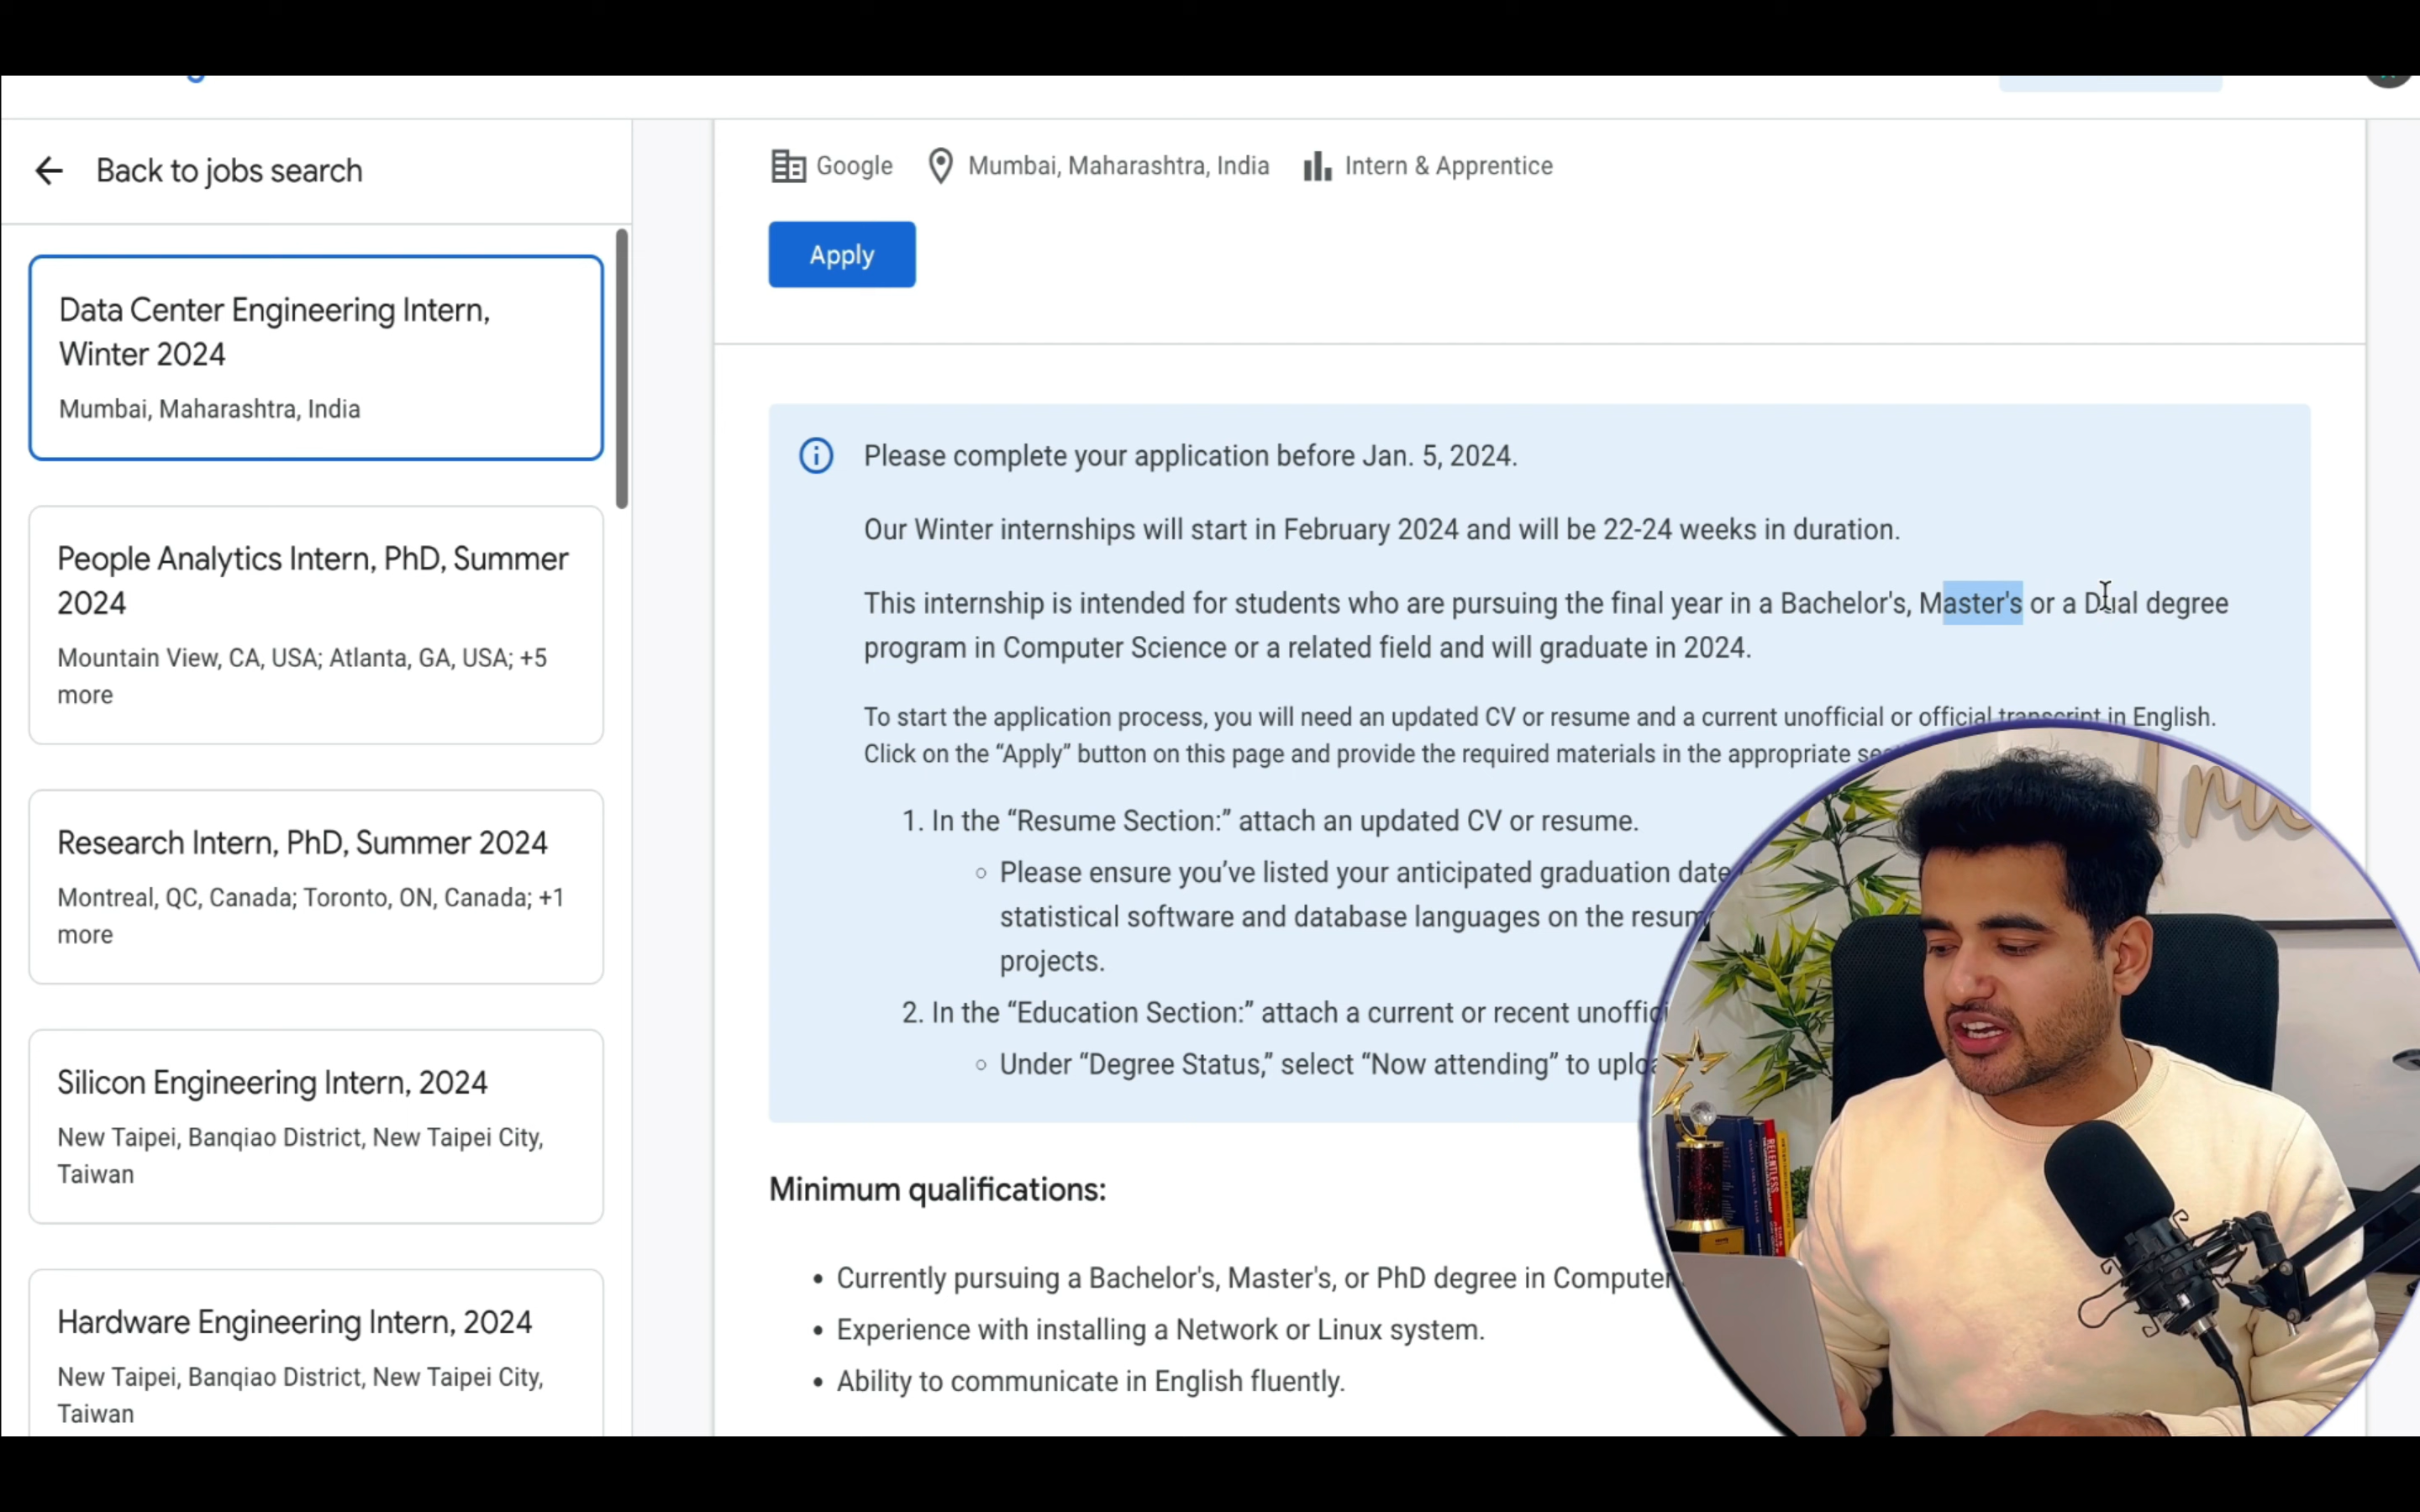 Back to jobs search
Data Center Engineering Intern,
Winter 2024
Mumbai, Maharashtra, India
People Analytics Intern, PhD, Summer
2024
Mountain View, CA, USA; Atlanta, GA, USA; +5
more
Research Intern, PhD, Summer 2024
Montreal, QC, Canada; Toronto, ON, Canada; +1
more
Silicon Engineering Intern, 2024
New Taipei, Banqiao District, New Taipei City,
Taiwan
Hardware Engineering Intern, 2024
New Taipei, Banqiao District, New Taipei City,
Taiwan
Google Mumbai, Maharashtra, India Intern & Apprentice
Apply
Please complete your application before Jan. 5, 2024.
Our Winter internships will start in February 2024 and will be 22-24 weeks in duration.
This internship is intended for students who are pursuing the final year in a Bachelor's, Master's or a Dual degree
program in Computer Science or a related field and will graduate in 2024.
To start the application process, you will need an updated CV or resume and a current unofficial or official transcript in English.
Click on the “Apply” button on this page and provide the required materials in the appropriate
1. In the “Resume Section:” attach an updated CV or resume.
○ Please ensure you’ve listed your anticipated graduation date
statistical software and database languages on the
projects.
2. In the “Education Section:” attach a current or recent
○ Under “Degree Status,” select “Now attending” to
Minimum qualifications:
• Currently pursuing a Bachelor's, Master's, or PhD degree in Computer
• Experience with installing a Network or Linux system.
• Ability to communicate in English fluently.
RELENTLESS